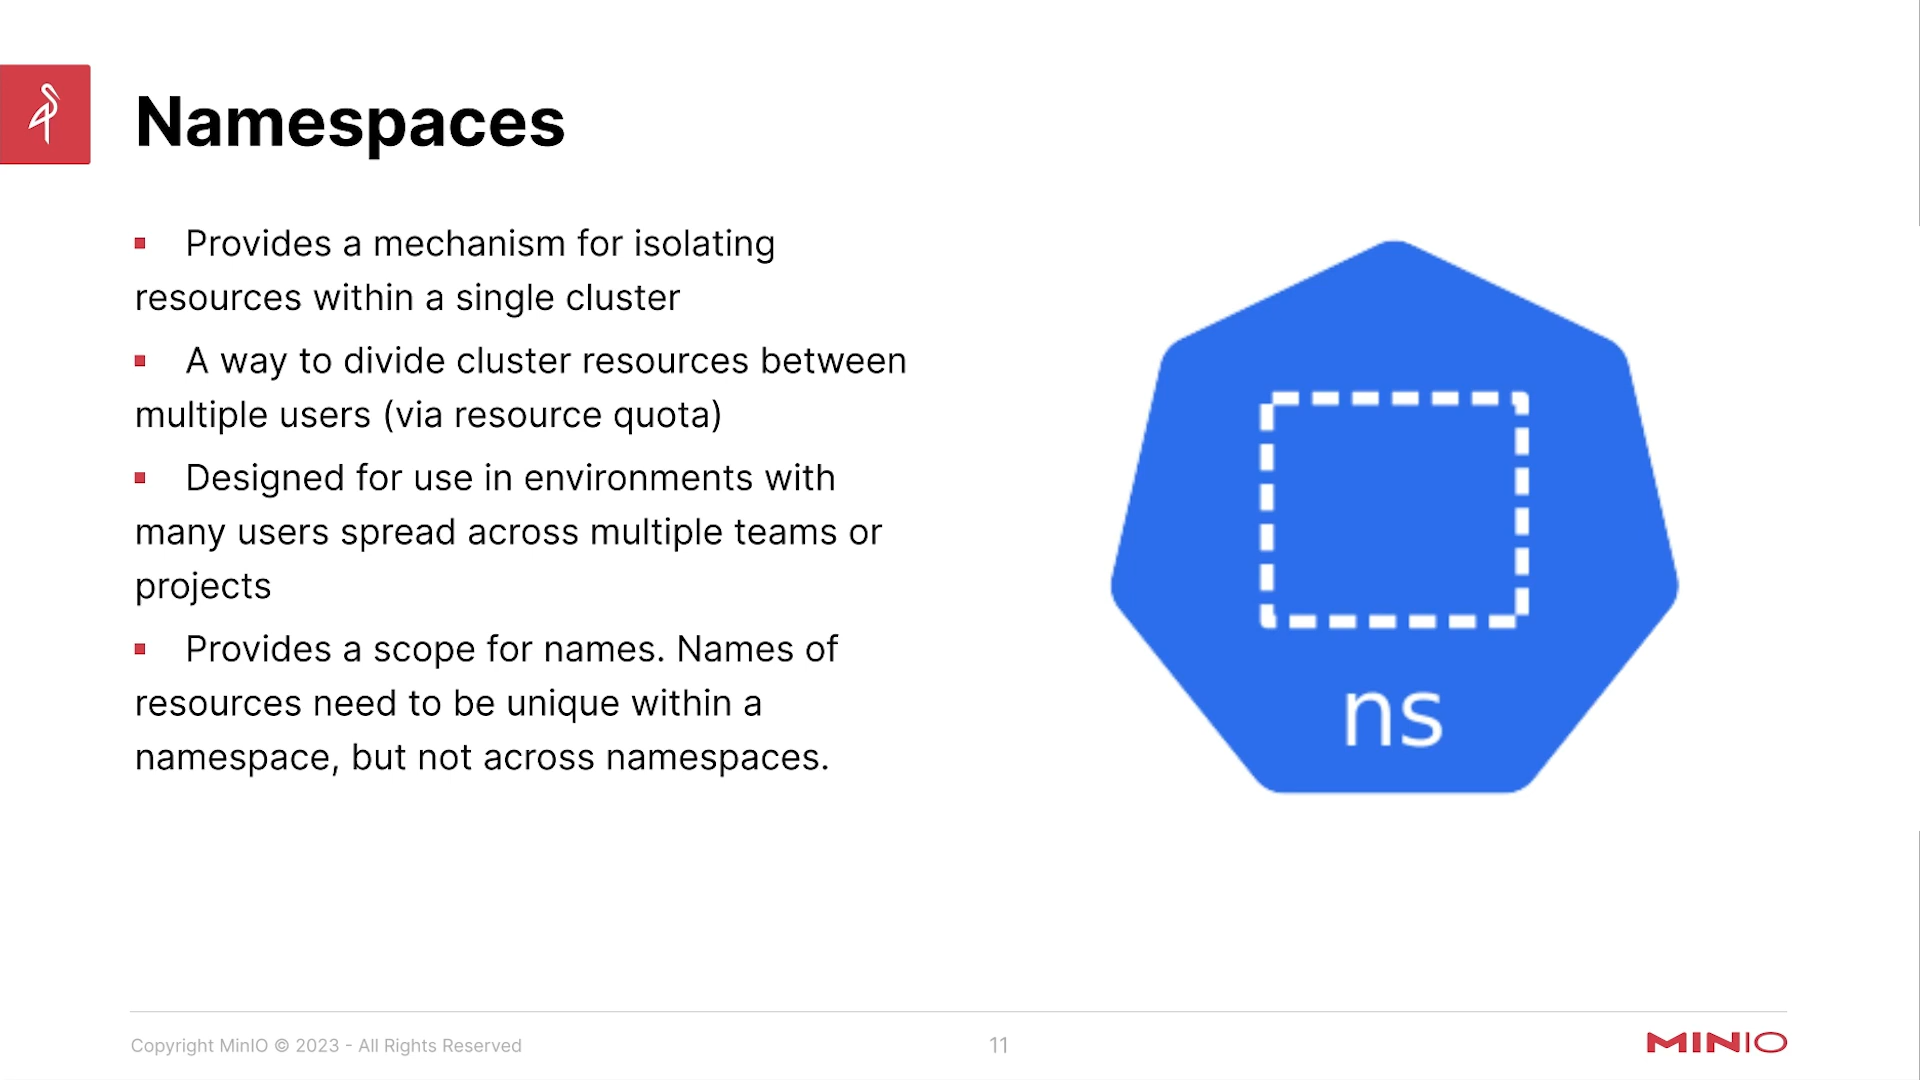 Namespaces
▪ Provides a mechanism for isolating
resources within a single cluster
▪ A way to divide cluster resources between
multiple users (via resource quota)
▪ Designed for use in environments with
many users spread across multiple teams or
projects
▪ Provides a scope for names. Names of
resources need to be unique within a
namespace, but not across namespaces.
ns
Copyright MinIO © 2023 - All Rights Reserved
11
MINIO